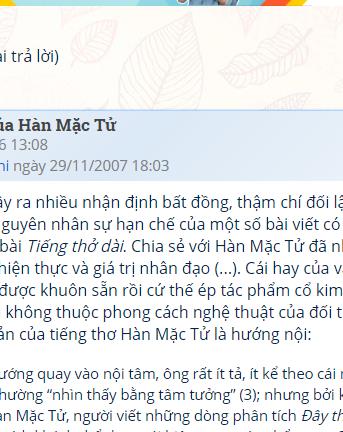 i trả lời)
ủa Hàn Mặc Tử
6 13:08
ni ngày 29/11/2007 18:03
ây ra nhiều nhận định bất đồng, thậm chí đối lậ
guyên nhân sự hạn chế của một số bài viết có
bài Tiếng thở dài. Chia sẻ với Hàn Mặc Tử đã n
hiện thực và giá trị nhân đạo (...). Cái hay của v
được khuôn sẵn rồi cứ thế ép tác phẩm cổ kim
không thuộc phong cách nghệ thuật của đối t
ản của tiếng thơ Hàn Mặc Tử là hướng nội:
ướng quay vào nội tâm, ông rất ít tả, ít kể theo cái n
hường “nhìn thấy bằng tâm tưởng” (3); nhưng bởi k
àn Mặc Tử, người viết những dòng phân tích Đây th